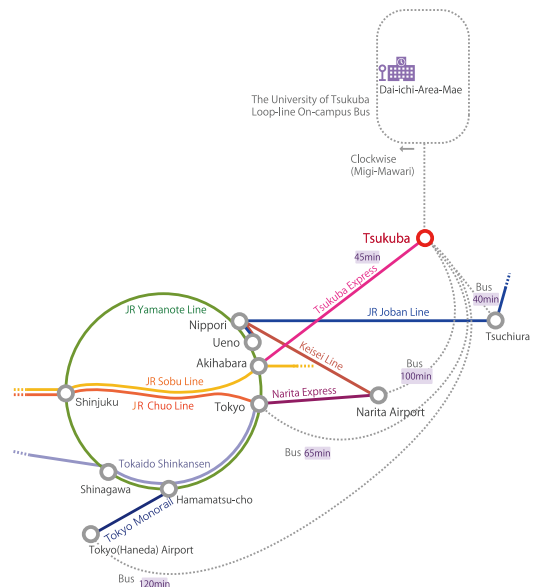 Dai-ichi-Area-Mae
The University of Tsukuba
Loop-line On-campus Bus
Clockwise
(Migi-Mawari)
Tsukuba
45min
Tsukuba Express
Bus
40min
JR Yamanote Line
JR Joban Line
Nippori
Tsuchiura
Ueno
Keisei Line
Akihabara
Bus
100min
JR Sobu Line
Narita Express
Shinjuku
JR Chuo Line
Tokyo
Narita Airport
Bus 65min
Tokaido Shinkansen
Shinagawa
Hamamatsu-cho
Tokyo Monorail
Tokyo(Haneda) Airport
Bus 120min